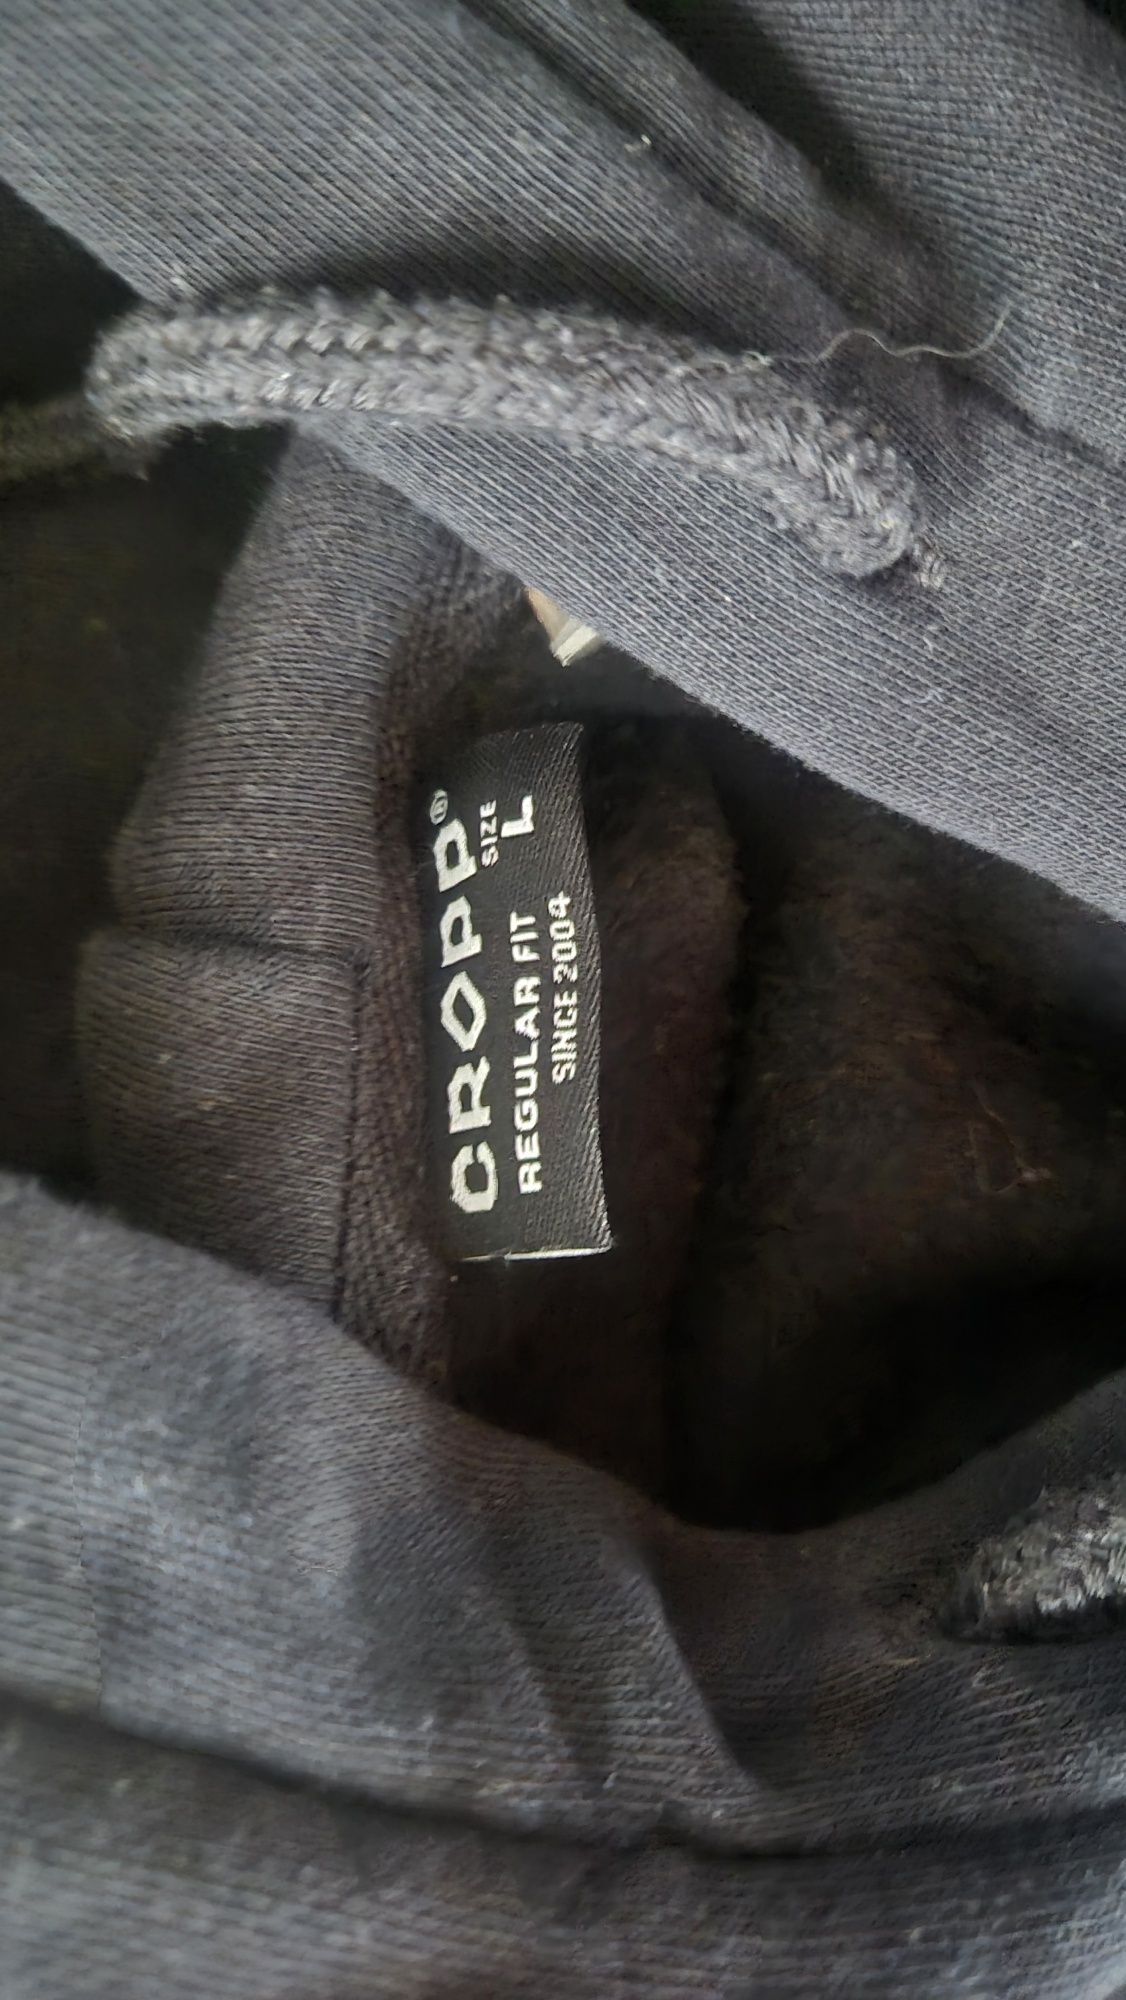 CROPP®
SIZE
REGULAR FIT L
SINCE 2004